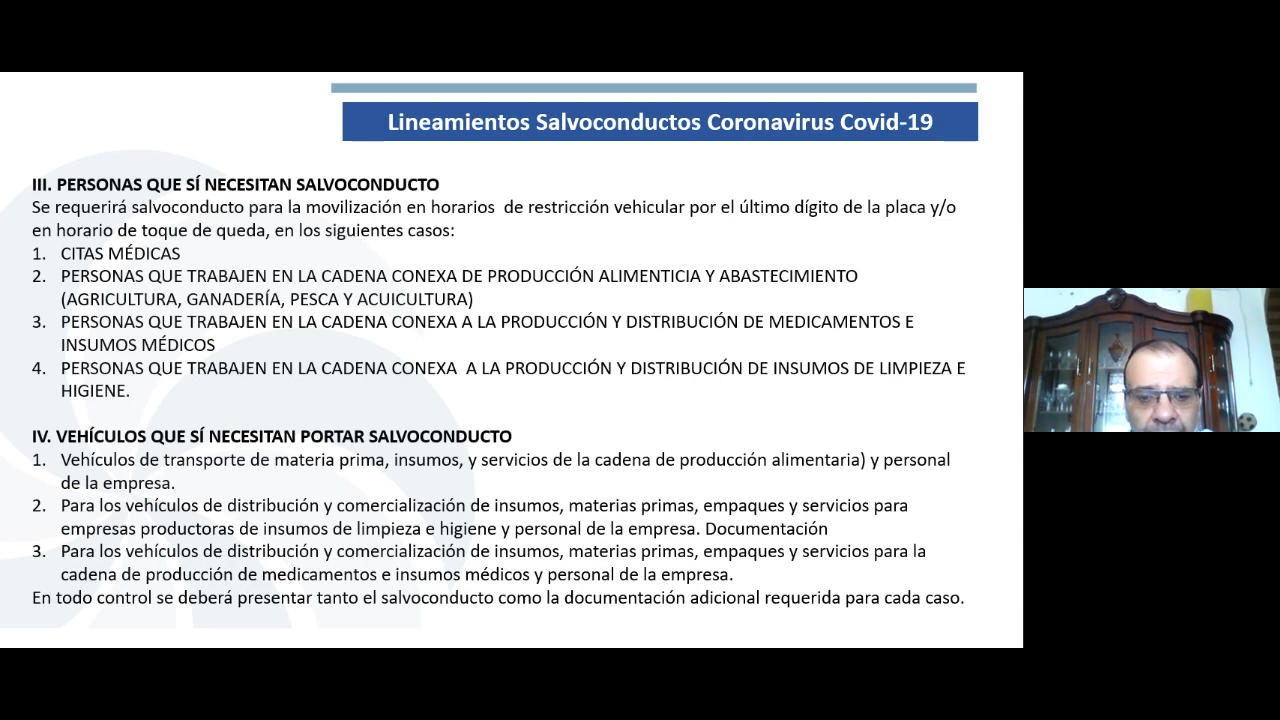 Lineamientos Salvoconductos Coronavirus Covid-19
III. PERSONAS QUE SÍ NECESITAN SALVOCONDUCTO
Se requerirá salvoconducto para la movilización en horarios  de restricción vehicular por el último dígito de la placa y/o
en horario de toque de queda, en los siguientes casos:
1. CITAS MÉDICAS
2. PERSONAS QUE TRABAJEN EN LA CADENA CONEXA DE PRODUCCIÓN ALIMENTICIA Y ABASTECIMIENTO
(AGRICULTURA, GANADERÍA, PESCA Y ACUICULTURA)
3. PERSONAS QUE TRABAJEN EN LA CADENA CONEXA A LA PRODUCCIÓN Y DISTRIBUCIÓN DE MEDICAMENTOS E
INSUMOS MÉDICOS
4. PERSONAS QUE TRABAJEN EN LA CADENA CONEXA  A LA PRODUCCIÓN Y DISTRIBUCIÓN DE INSUMOS DE LIMPIEZA E
HIGIENE.
IV. VEHÍCULOS QUE SÍ NECESITAN PORTAR SALVOCONDUCTO
1. Vehículos de transporte de materia prima, insumos, y servicios de la cadena de producción alimentaria) y personal
de la empresa.
2. Para los vehículos de distribución y comercialización de insumos, materias primas, empaques y servicios para
empresas productoras de insumos de limpieza e higiene y personal de la empresa. Documentación
3. Para los vehículos de distribución y comercialización de insumos, materias primas, empaques y servicios para la
cadena de producción de medicamentos e insumos médicos y personal de la empresa.
En todo control se deberá presentar tanto el salvoconducto como la documentación adicional requerida para cada caso.